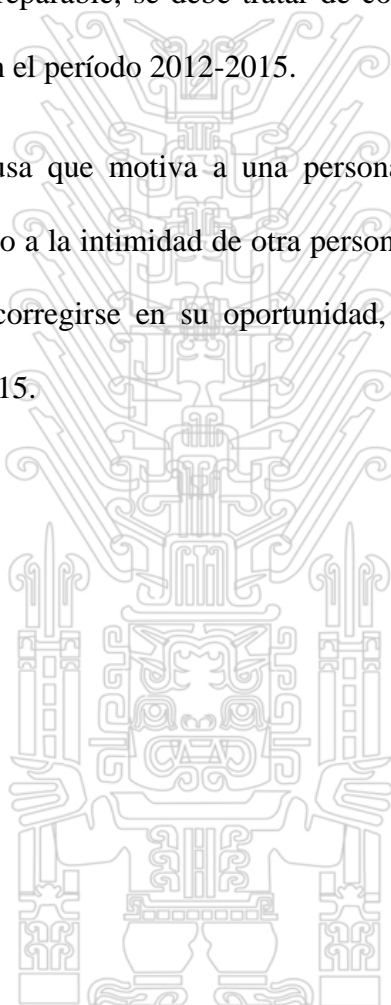 reparable, se debe tratar de co
n el período 2012-2015.
usa que motiva a una persona
o a la intimidad de otra person
corregirse en su oportunidad,
15.